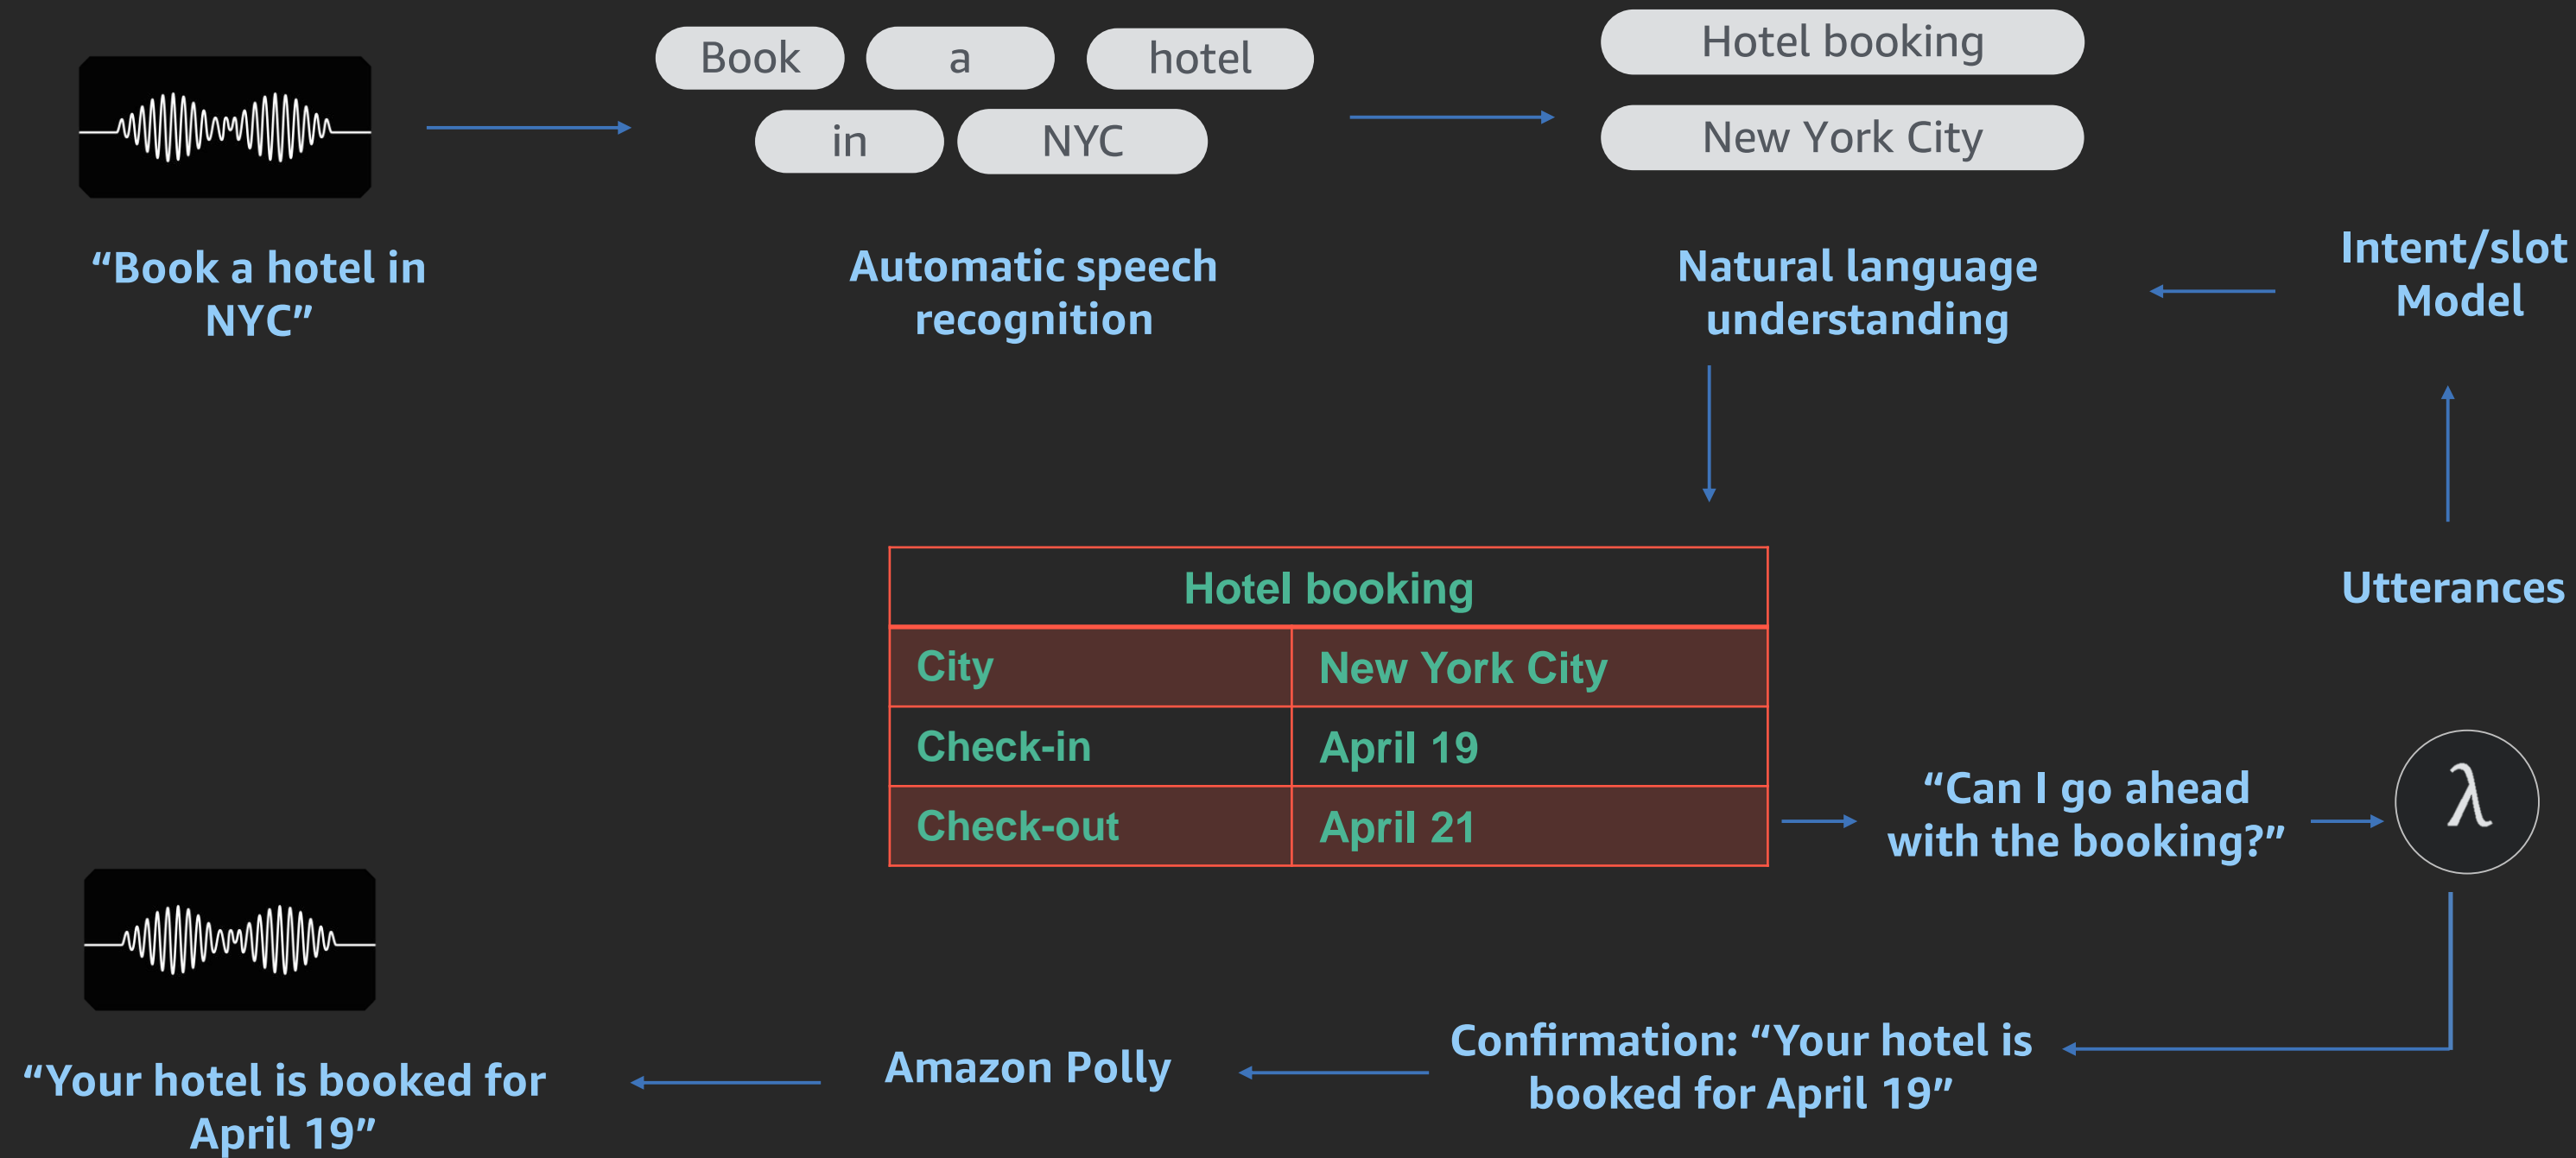 Book a hotel
in NYC
Hotel booking
New York City
“Book a hotel in
NYC”
Automatic speech
recognition
Natural language
understanding
Intent/slot
Model
Utterances
Hotel booking
City New York City
Check-in April 19
Check-out April 21
“Can I go ahead
with the booking?”
λ
Confirmation: “Your hotel is
booked for April 19”
Amazon Polly
“Your hotel is booked for
April 19”